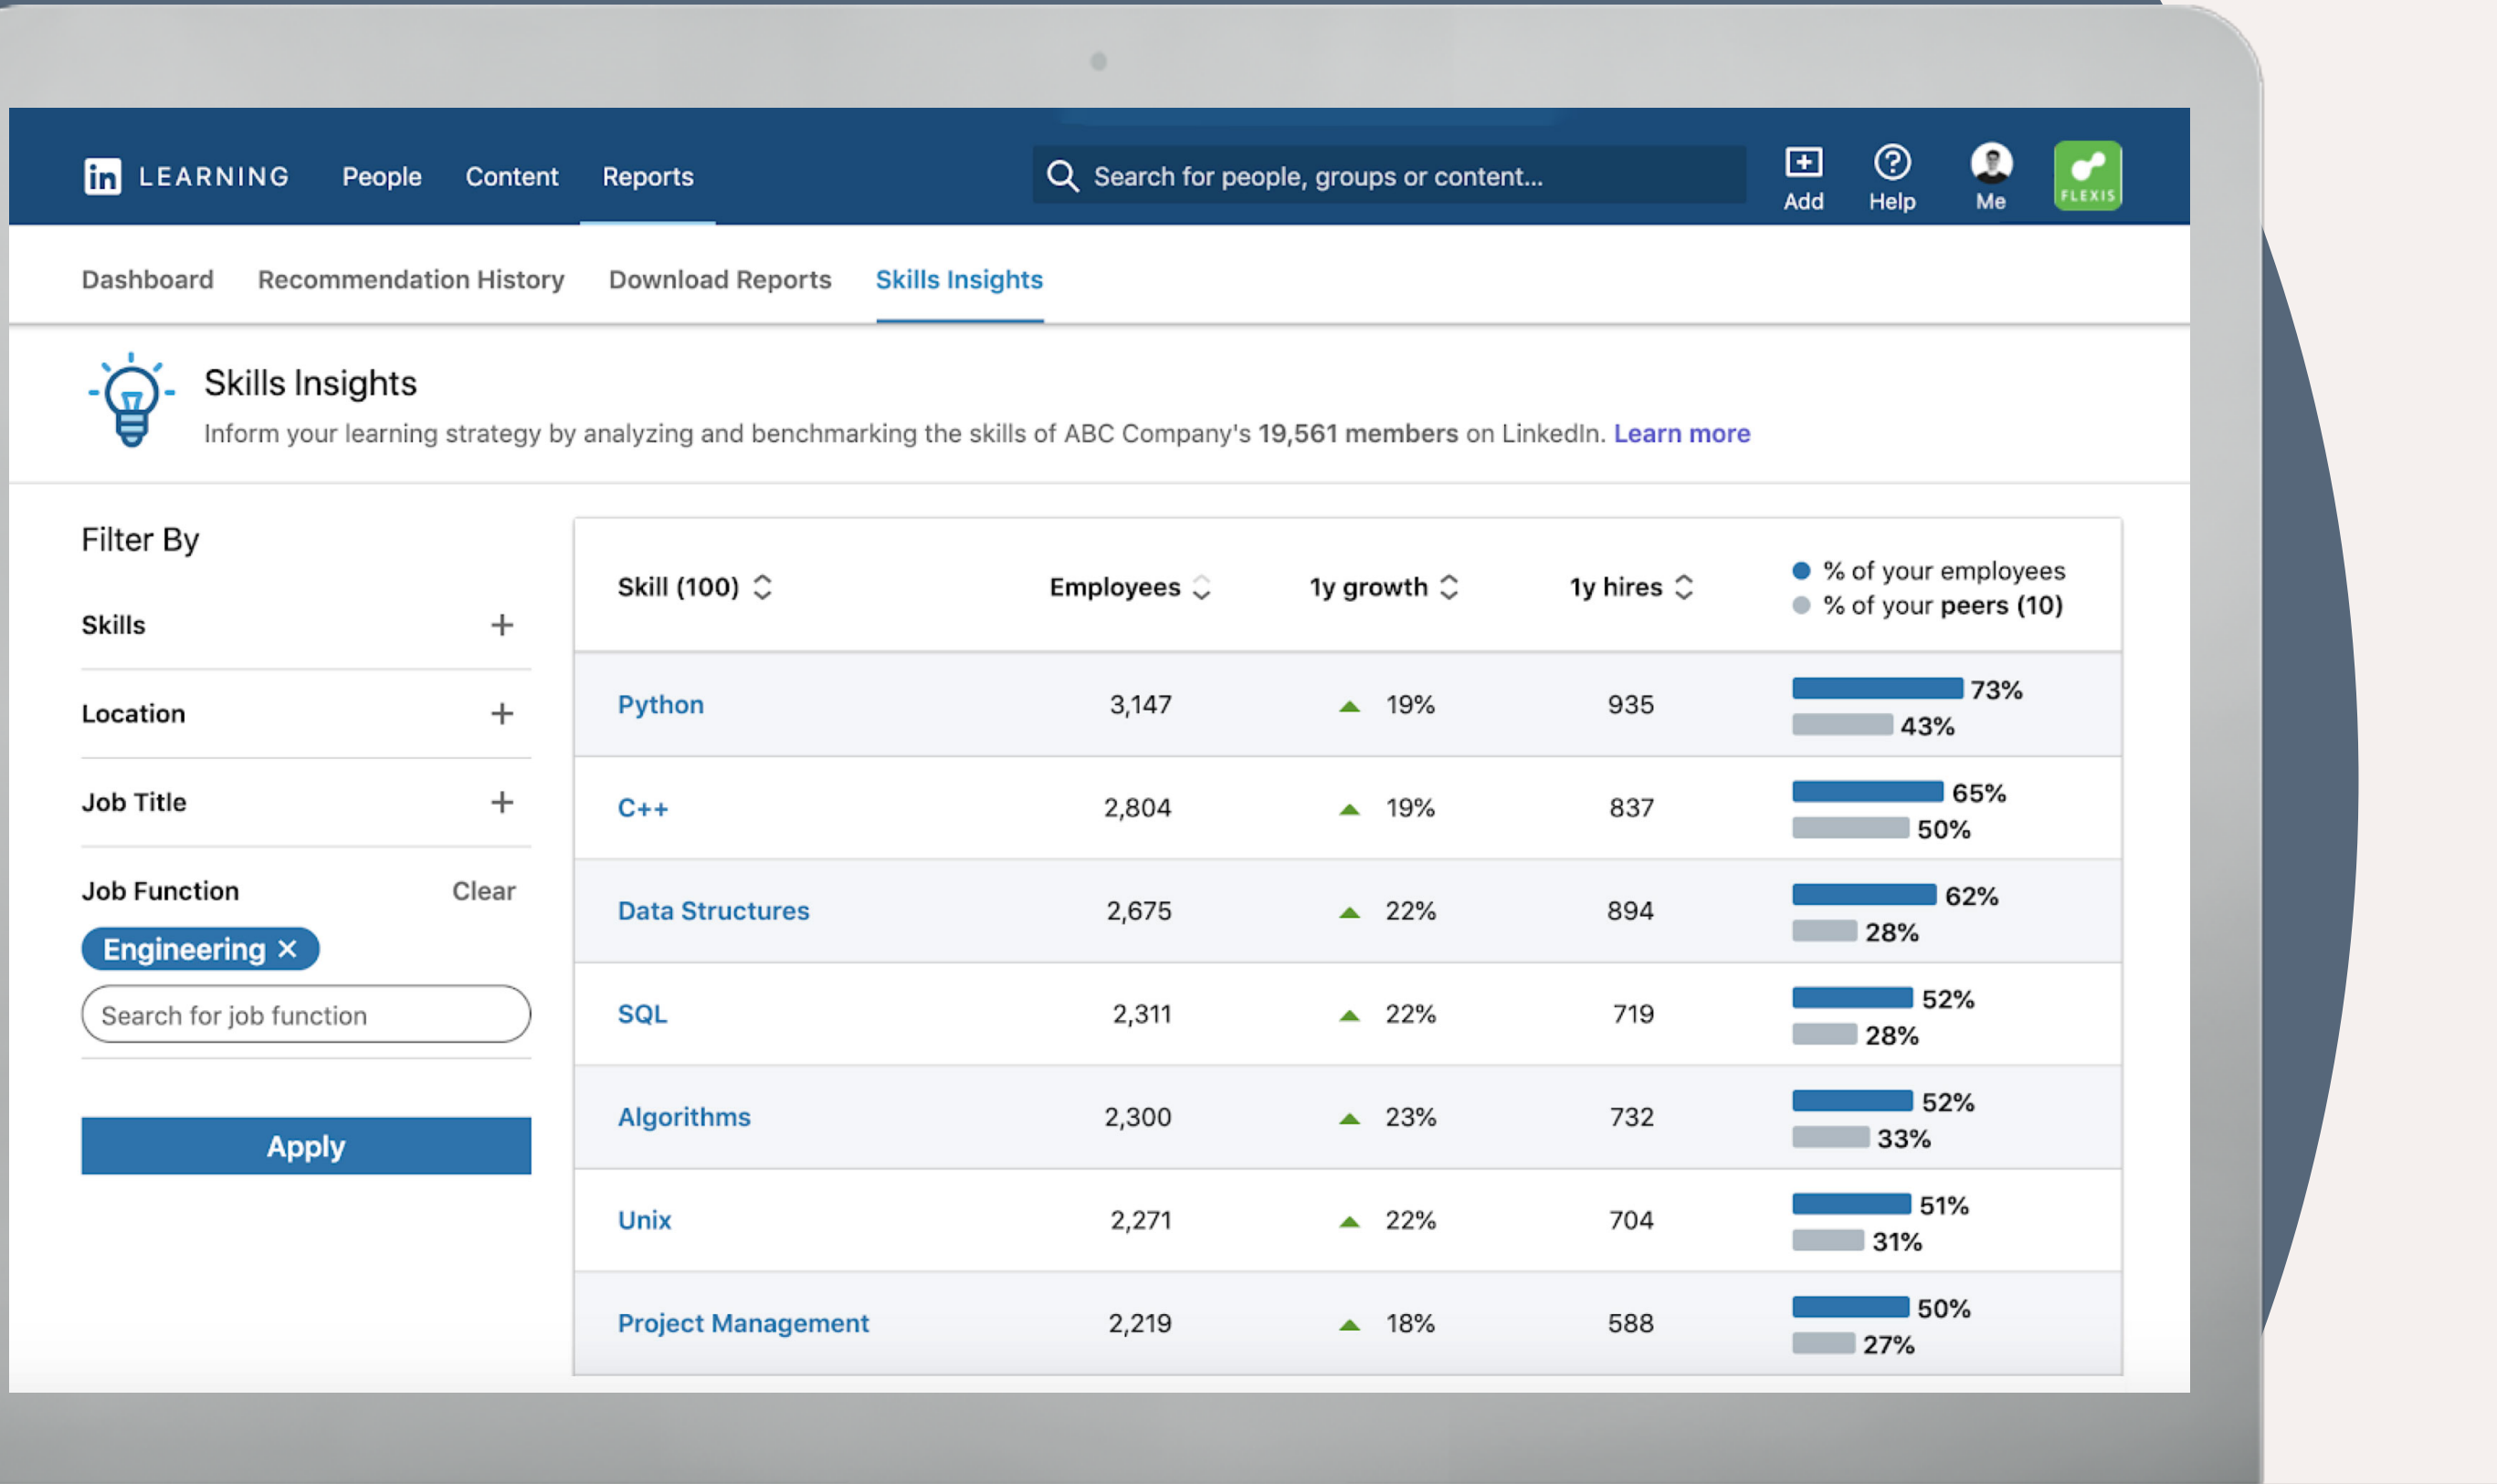 in LEARNING People Content Reports Search for people, groups or content... Add Help Me FLEXIS
Dashboard Recommendation History Download Reports Skills Insights
Skills Insights
Inform your learning strategy by analyzing and benchmarking the skills of ABC Company's 19,561 members on LinkedIn. Learn more
Filter By
Skills
Location
Job Title
Job Function Clear
Engineering ×
Search for job function
Apply
Skill (100) Employees 1y growth 1y hires % of your employees
% of your peers (10)
Python 3,147 19% 935 73%
43%
C++ 2,804 19% 837 65%
50%
Data Structures 2,675 22% 894 62%
28%
SQL 2,311 22% 719 52%
28%
Algorithms 2,300 23% 732 52%
33%
Unix 2,271 22% 704 51%
31%
Project Management 2,219 18% 588 50%
27%